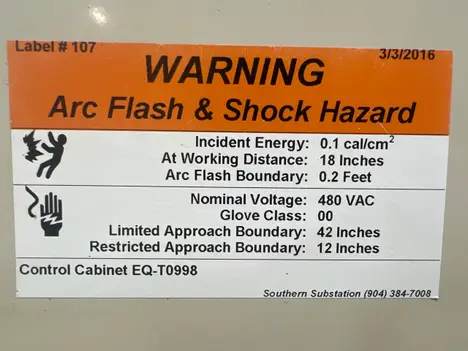 Label # 107
3/3/2016
WARNING
Arc Flash & Shock Hazard
Incident Energy: 0.1 cal/cm²
At Working Distance: 18 Inches
Arc Flash Boundary: 0.2 Feet
Nominal Voltage: 480 VAC
Glove Class: 00
Limited Approach Boundary: 42 Inches
Restricted Approach Boundary: 12 Inches
Control Cabinet EQ-T0998
Southern Substation (904) 384-7008